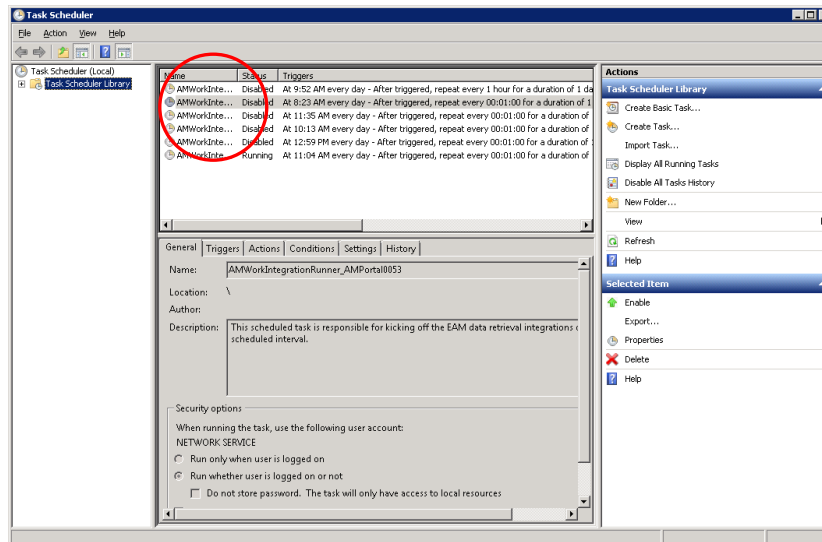 Task Scheduler
File Action View Help
Task Scheduler (Local)
Task Scheduler Library
Name Status Triggers
AMWorkInte... Disabled At 9:52 AM every day - After triggered, repeat every 1 hour for a duration of 1 da
AMWorkInte... Disabled At 8:23 AM every day - After triggered, repeat every 00:01:00 for a duration of 1
AMWorkInte... Disabled At 11:35 AM every day - After triggered, repeat every 00:01:00 for a duration of
AMWorkInte... Disabled At 10:13 AM every day - After triggered, repeat every 00:01:00 for a duration of
AMWorkInte... Disabled At 12:59 PM every day - After triggered, repeat every 00:01:00 for a duration of
AMWorkInte... Running At 11:04 AM every day - After triggered, repeat every 00:01:00 for a duration of
General Triggers Actions Conditions Settings History
Name: AMWorkIntegrationRunner_AMPortal0053
Location: \
Author:
Description: This scheduled task is responsible for kicking off the EAM data retrieval integrations
scheduled interval.
Security options
When running the task, use the following user account:
NETWORK SERVICE
Run only when user is logged on
Run whether user is logged on or not
Do not store password. The task will only have access to local resources
Actions
Task Scheduler Library
Create Basic Task...
Create Task...
Import Task...
Display All Running Tasks
Disable All Tasks History
New Folder...
View
Refresh
Help
Selected Item
Enable
Export...
Properties
Delete
Help